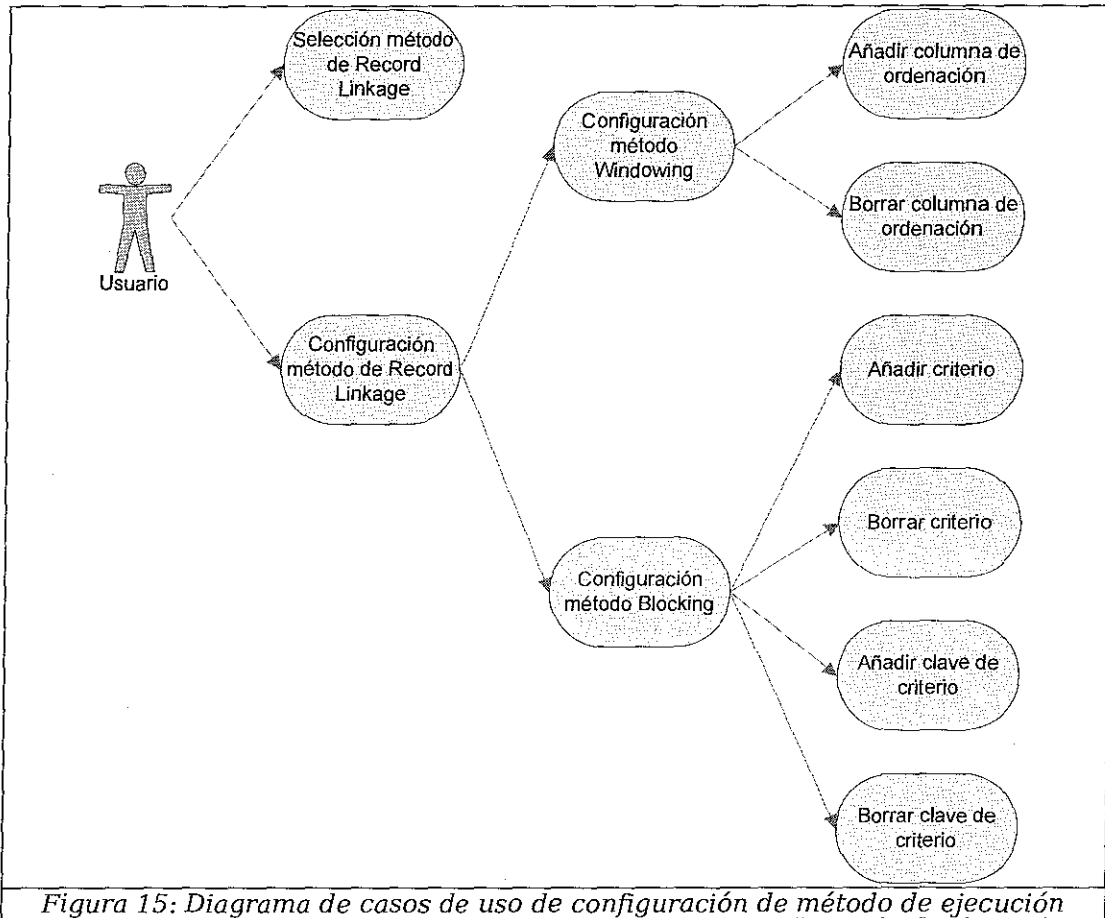 Selección método
de Record
Linkage
Añadir columna de
ordenación
Configuración
método
Windowing
Borrar columna de
ordenación
Usuario
Configuración
método de Record
Linkage
Añadir criterio
Borrar criterio
Configuración
método Blocking
Añadir clave de
criterio
Borrar clave de
criterio
Figura 15: Diagrama de casos de uso de configuración de método de ejecución